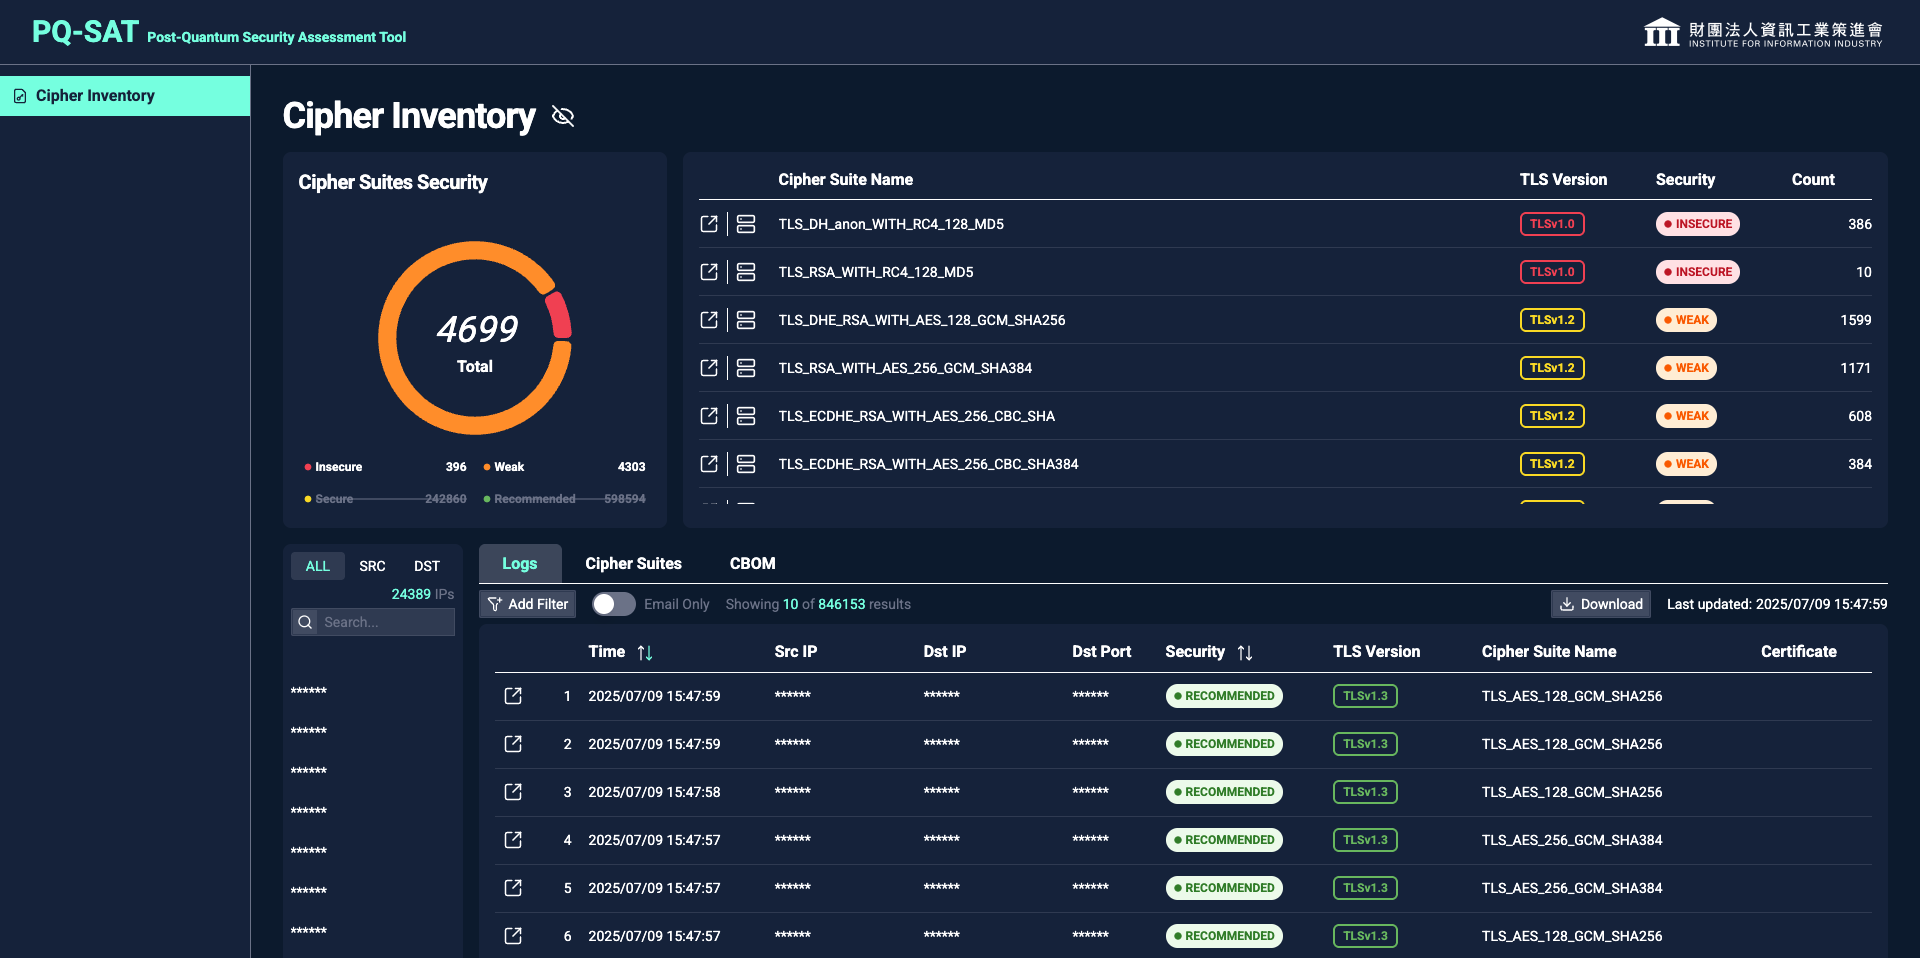 PQ-SAT Post-Quantum Security Assessment Tool
財團法人資訊工業策進會
INSTITUTE FOR INFORMATION INDUSTRY
Cipher Inventory
Cipher Inventory
Cipher Suites Security
4699
Total
Insecure 396 Weak 4303
Secure 242860 Recommended 598594
Cipher Suite Name TLS Version Security Count
TLS_DH_anon_WITH_RC4_128_MD5 TLSv1.0 INSECURE 386
TLS_RSA_WITH_RC4_128_MD5 TLSv1.0 INSECURE 10
TLS_DHE_RSA_WITH_AES_128_GCM_SHA256 TLSv1.2 WEAK 1599
TLS_RSA_WITH_AES_256_GCM_SHA384 TLSv1.2 WEAK 1171
TLS_ECDHE_RSA_WITH_AES_256_CBC_SHA TLSv1.2 WEAK 608
TLS_ECDHE_RSA_WITH_AES_256_CBC_SHA384 TLSv1.2 WEAK 384
ALL SRC DST
24389 IPs
Search...
******
******
******
******
******
******
******
Logs Cipher Suites CBOM
Add Filter Email Only Showing 10 of 846153 results Download Last updated: 2025/07/09 15:47:59
Time Src IP Dst IP Dst Port Security TLS Version Cipher Suite Name Certificate
1 2025/07/09 15:47:59 ****** ****** ****** RECOMMENDED TLSv1.3 TLS_AES_128_GCM_SHA256
2 2025/07/09 15:47:59 ****** ****** ****** RECOMMENDED TLSv1.3 TLS_AES_128_GCM_SHA256
3 2025/07/09 15:47:58 ****** ****** ****** RECOMMENDED TLSv1.3 TLS_AES_128_GCM_SHA256
4 2025/07/09 15:47:57 ****** ****** ****** RECOMMENDED TLSv1.3 TLS_AES_256_GCM_SHA384
5 2025/07/09 15:47:57 ****** ****** ****** RECOMMENDED TLSv1.3 TLS_AES_256_GCM_SHA384
6 2025/07/09 15:47:57 ****** ****** ****** RECOMMENDED TLSv1.3 TLS_AES_128_GCM_SHA256